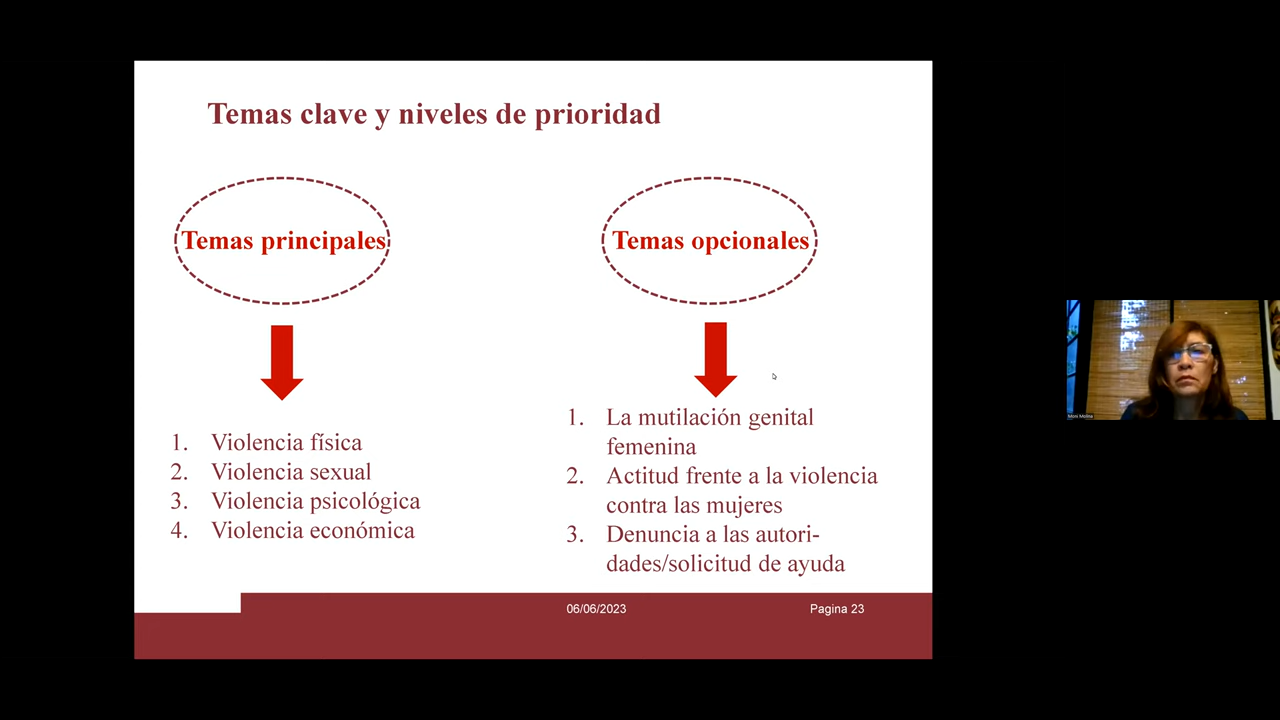 Temas clave y niveles de prioridad
Temas principales
1. Violencia física
2. Violencia sexual
3. Violencia psicológica
4. Violencia económica
Temas opcionales
1. La mutilación genital
femenina
2. Actitud frente a la violencia
contra las mujeres
3. Denuncia a las autori-
dades/solicitud de ayuda
06/06/2023
Pagina 23
Moni Molina